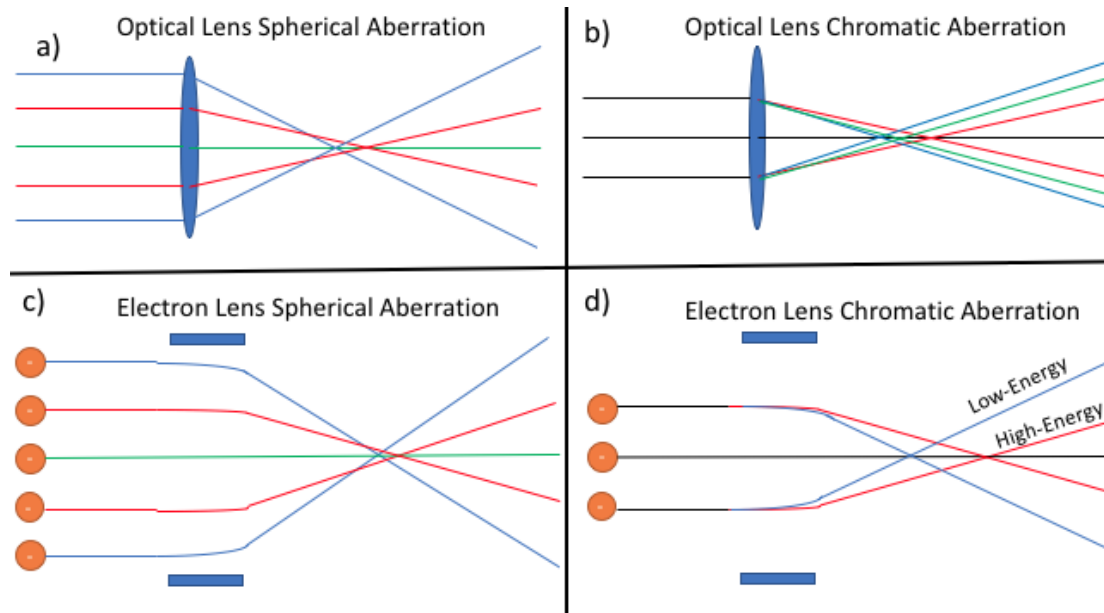 a)
Optical Lens Spherical Aberration
b)
Optical Lens Chromatic Aberration
c)
Electron Lens Spherical Aberration
d)
Electron Lens Chromatic Aberration
Low-Energy
High-Energy